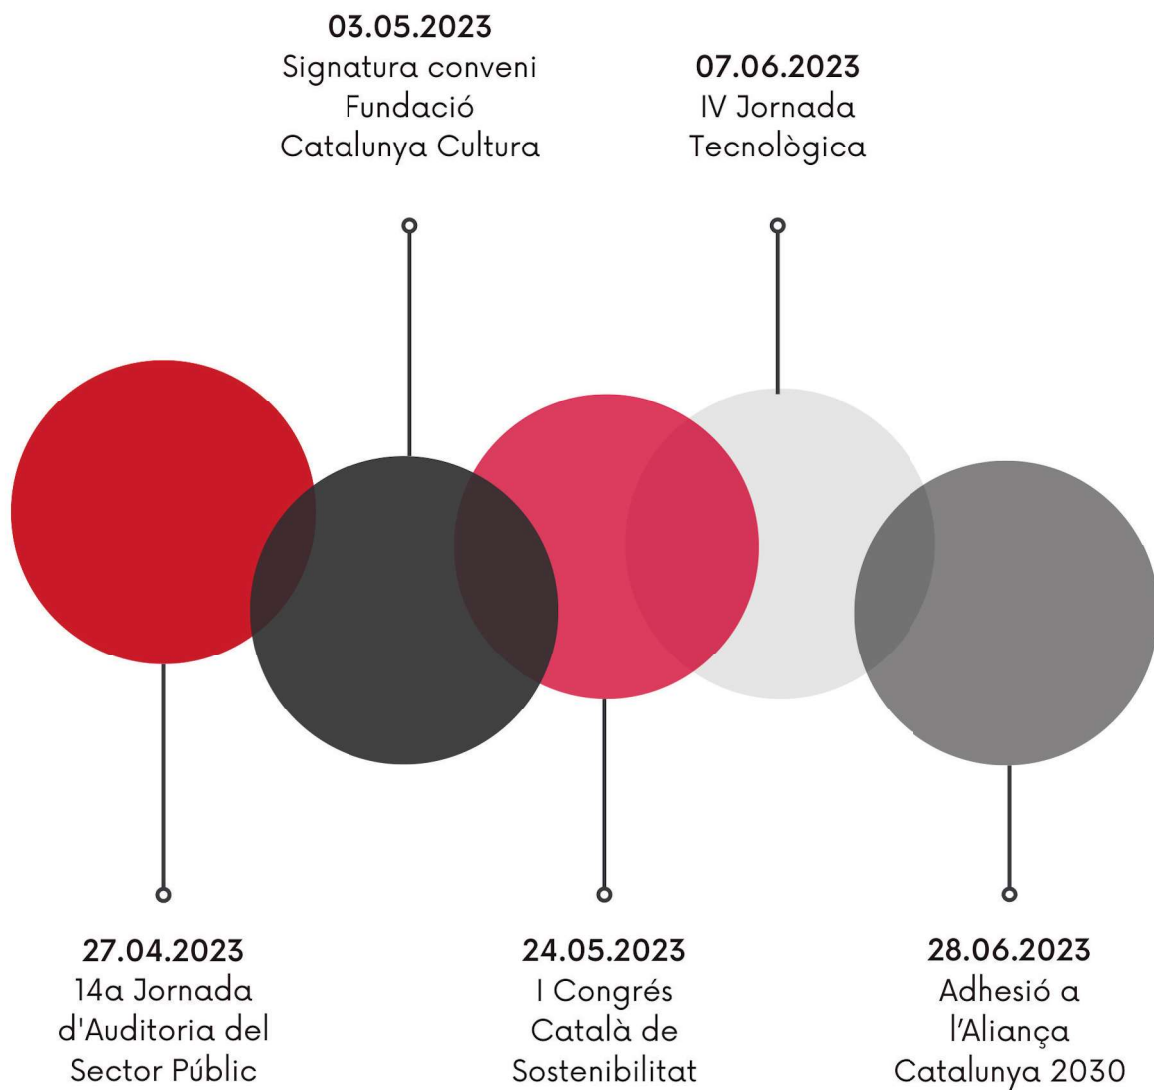 03.05.2023
Signatura conveni
Fundació
Catalunya Cultura
07.06.2023
IV Jornada
Tecnològica
27.04.2023
14a Jornada
d'Auditoria del
Sector Públic
24.05.2023
I Congrés
Català de
Sostenibilitat
28.06.2023
Adhesió a
l’Aliança
Catalunya 2030